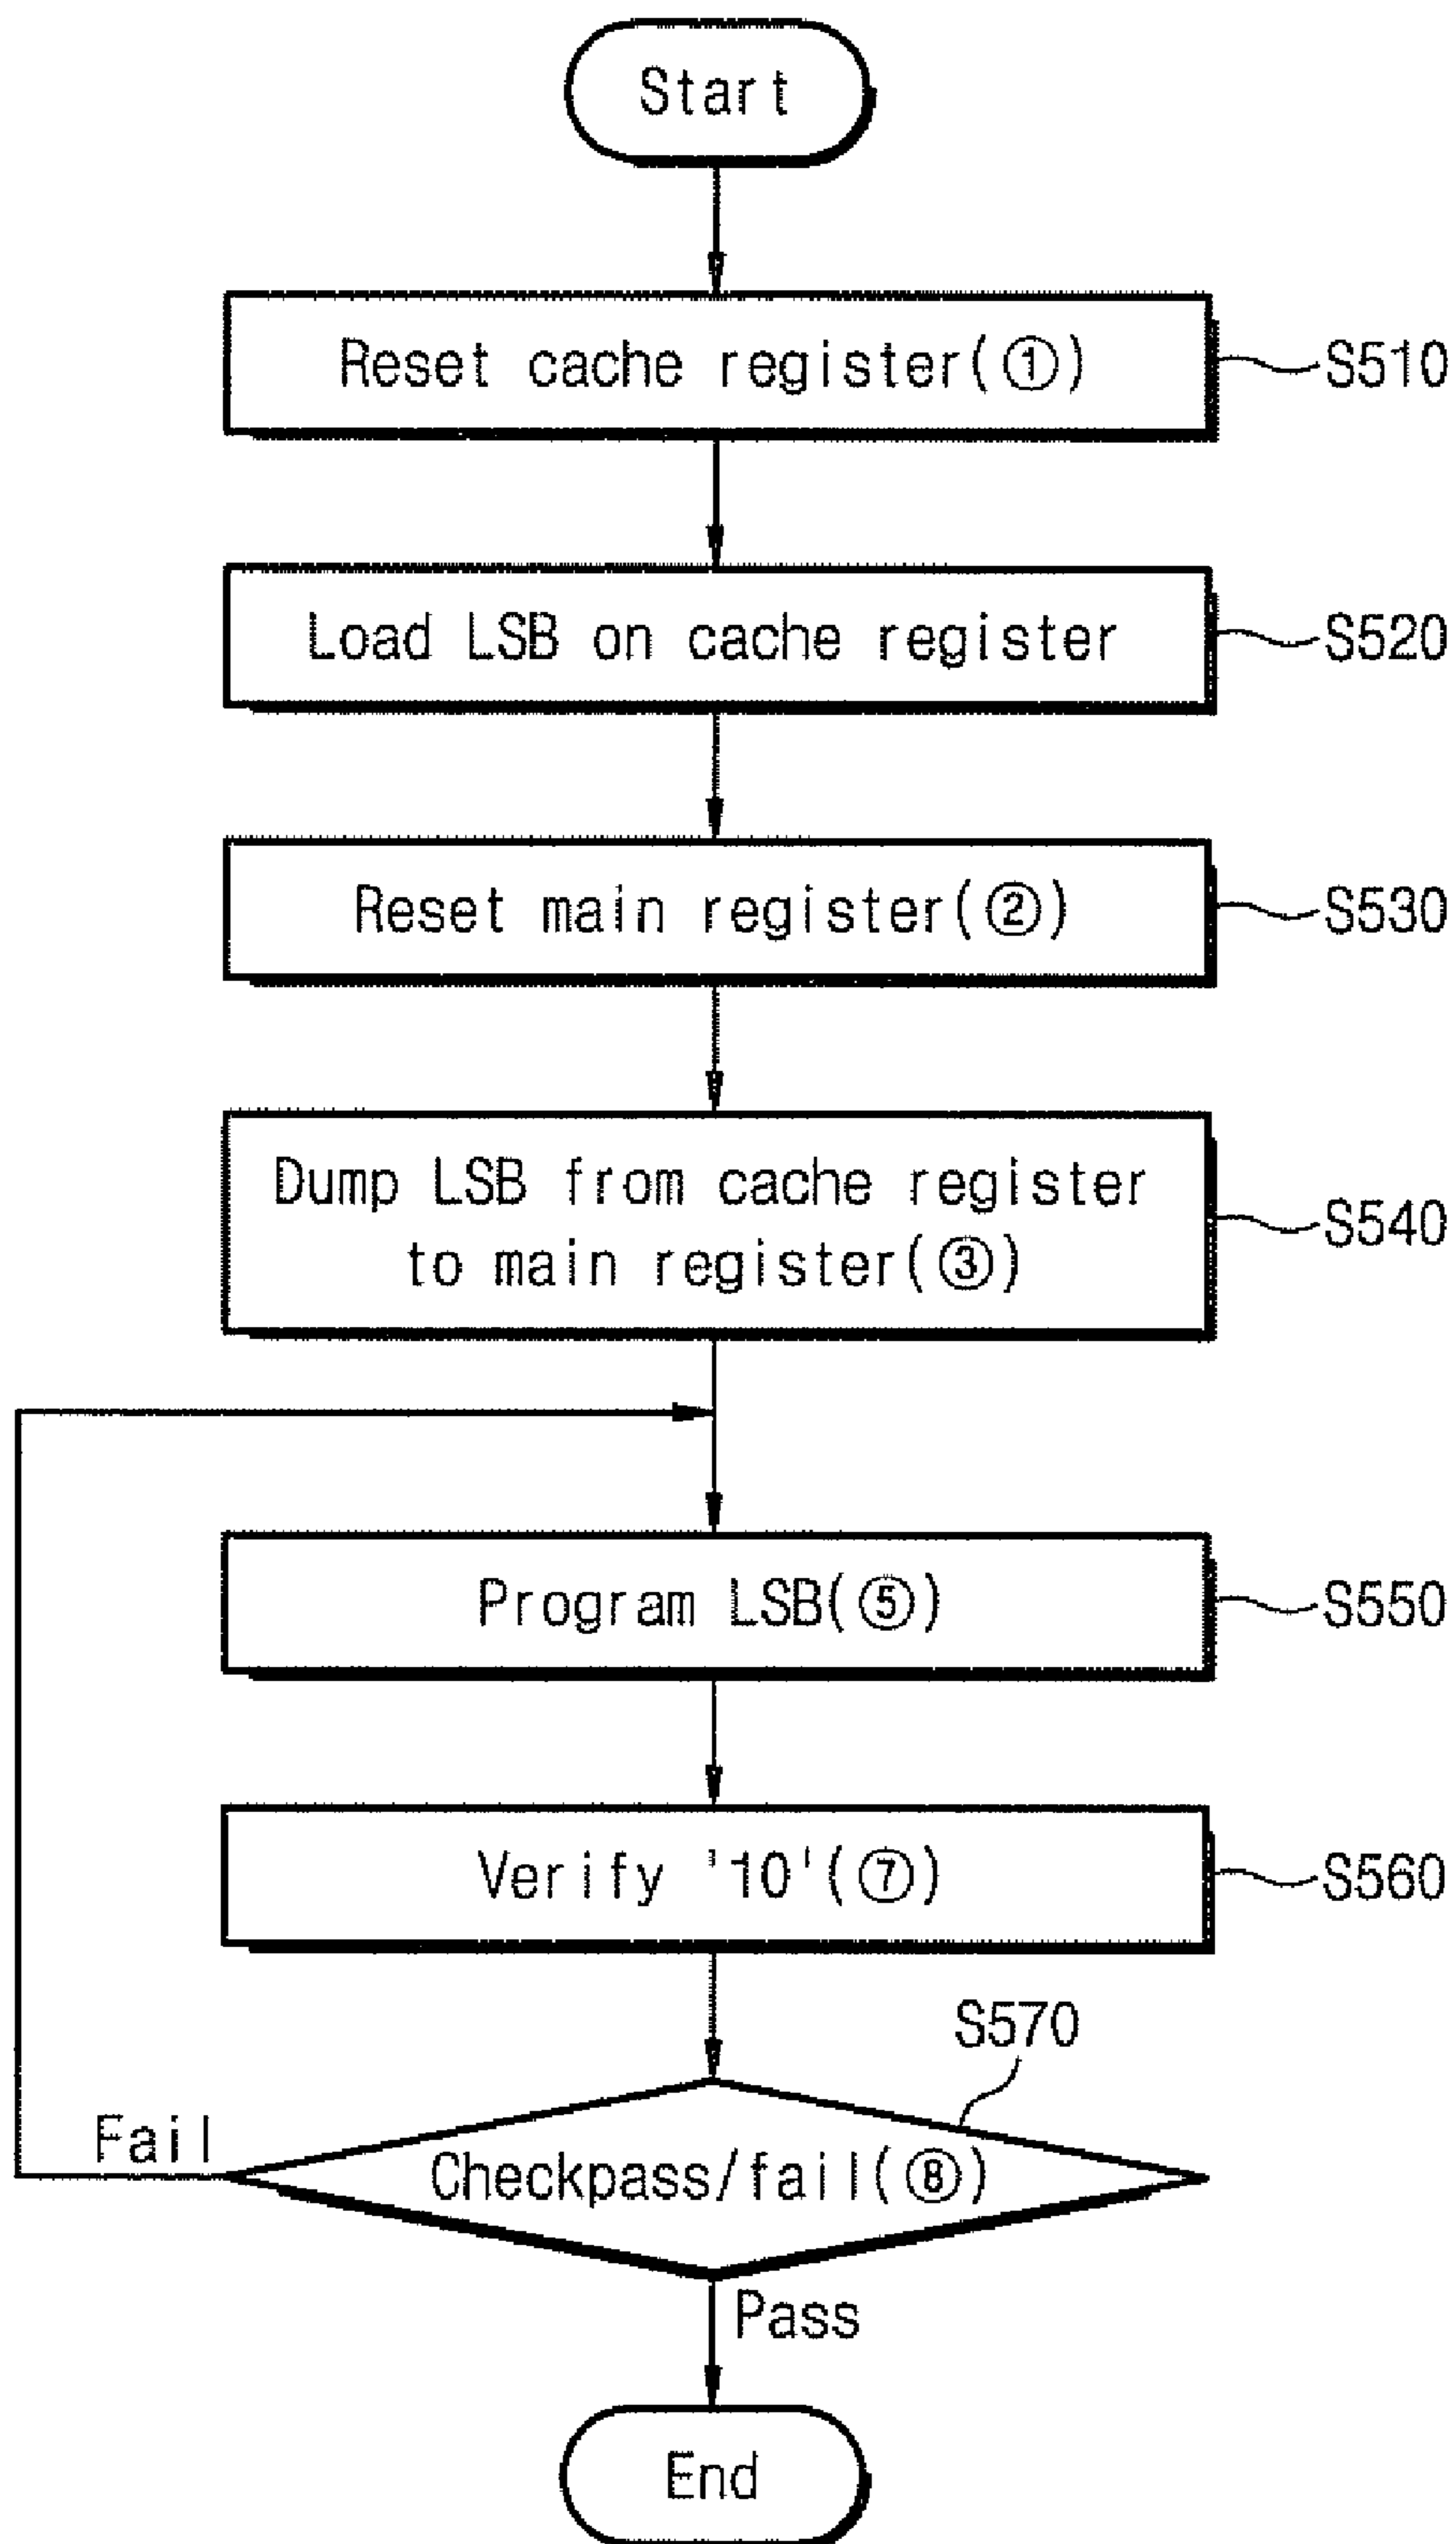 Start
Reset cache register(①)
S510
Load LSB on cache register
S520
Reset main register(②)
S530
Dump LSB from cache register
to main register(③)
S540
Program LSB(⑤)
S550
Verify '10'(⑦)
S560
S570
Fail
Checkpass/fail(⑧)
Pass
End